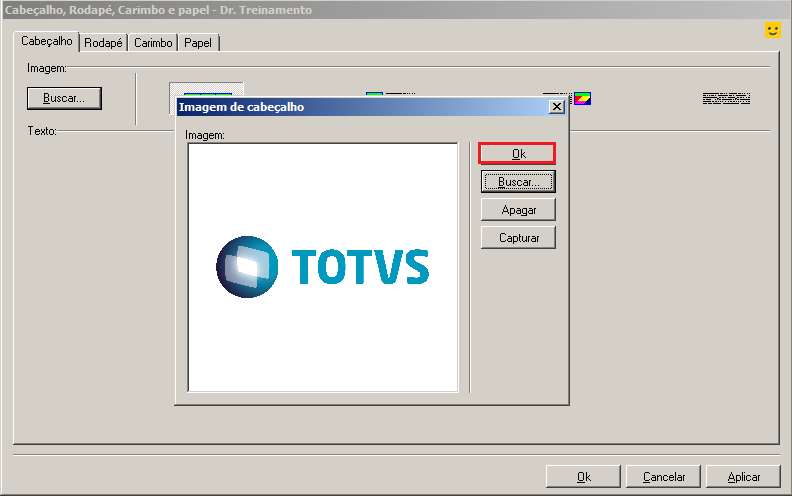 Cabeçalho, Rodapé, Carimbo e papel - Dr. Treinamento
Cabeçalho Rodapé Carimbo Papel
Imagem:
Buscar...
Texto:
Imagem de cabeçalho
Imagem:
TOTVS
Ok
Buscar...
Apagar
Capturar
Ok Cancelar Aplicar